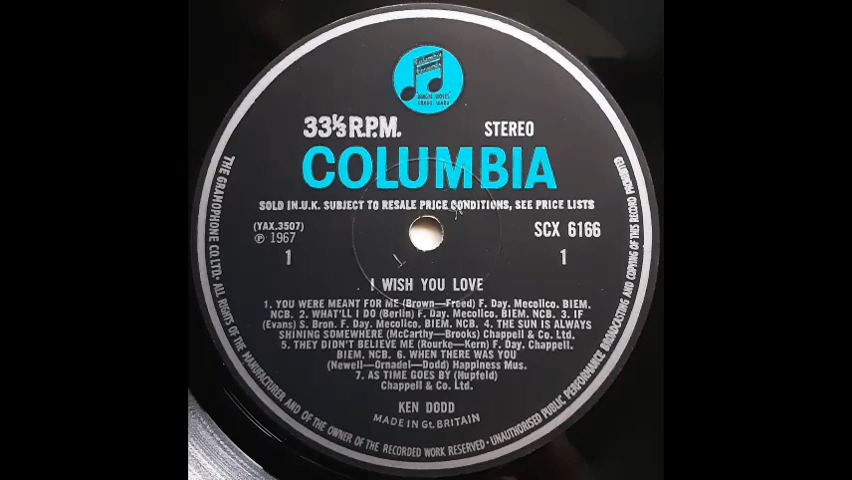 Columbia
Records
"MAGIC NOTES"
TRADE MARK
33⅓ R.P.M. STEREO
COLUMBIA
SOLD IN U.K. SUBJECT TO RESALE PRICE CONDITIONS, SEE PRICE LISTS
(YAX.3507) SCX 6166
℗ 1967
1 1
I WISH YOU LOVE
1. YOU WERE MEANT FOR ME (Brown—Freed) F. Day. Mecolico. BIEM.
NCB. 2. WHAT'LL I DO (Berlin) F. Day. Mecolico. BIEM. NCB. 3. IF
(Evans) S. Bron. F. Day. Mecolico. BIEM. NCB. 4. THE SUN IS ALWAYS
SHINING SOMEWHERE (McCarthy—Brooks) Chappell & Co. Ltd.
5. THEY DIDN'T BELIEVE ME (Rourke—Kern) F. Day. Chappell.
BIEM. NCB. 6. WHEN THERE WAS YOU
(Newell—Ornadel—Dodd) Happiness Mus.
7. AS TIME GOES BY (Hupfeld)
Chappell & Co. Ltd.
KEN DODD
MADE IN Gt. BRITAIN
THE GRAMOPHONE CO. LTD. · ALL RIGHTS OF THE MANUFACTURER AND OF THE OWNER OF THE RECORDED WORK RESERVED · UNAUTHORISED PUBLIC PERFORMANCE BROADCASTING AND COPYING OF THIS RECORD PROHIBITED